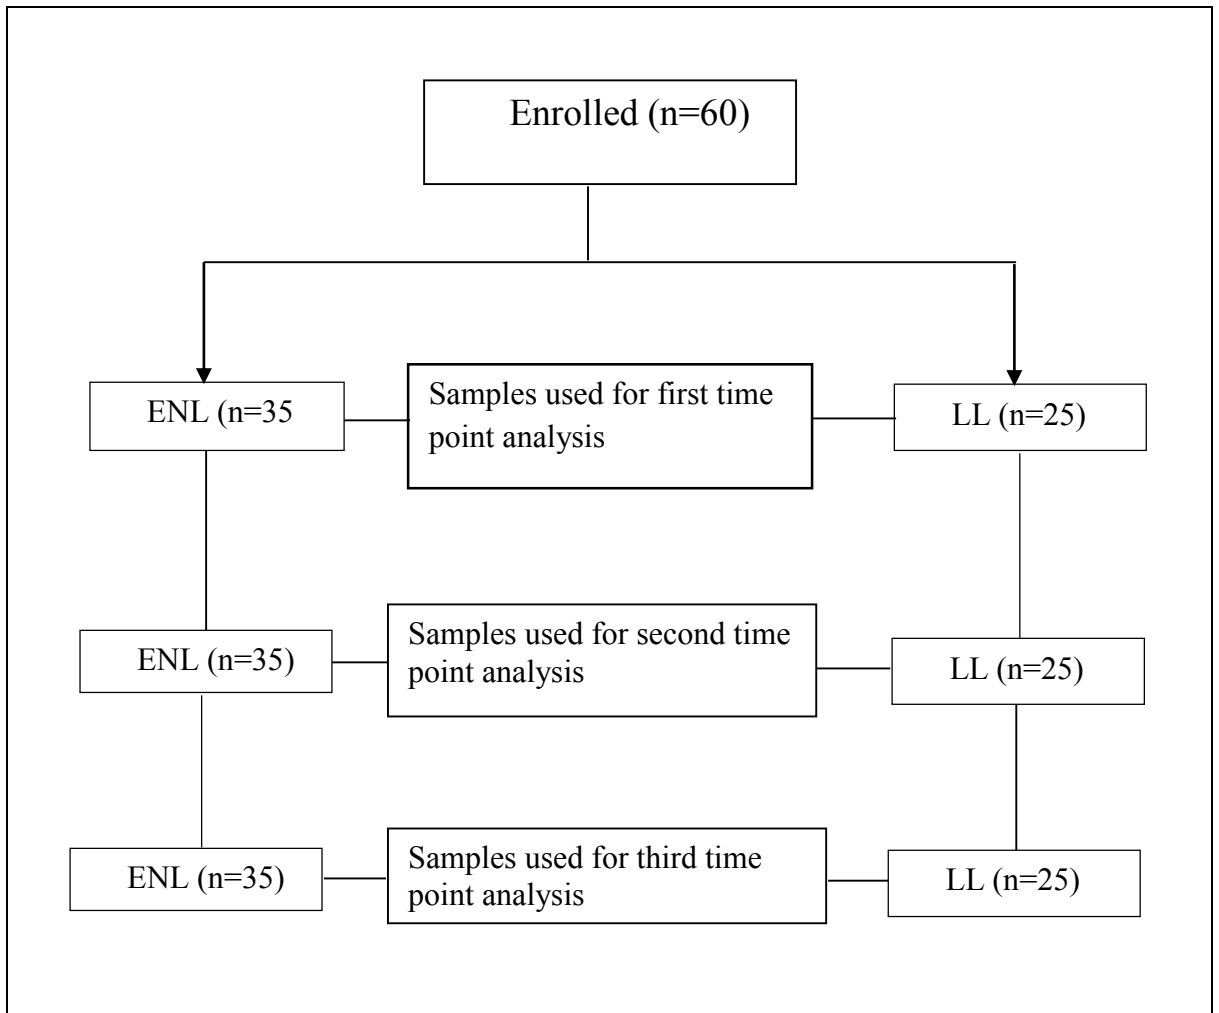 Enrolled (n=60)
ENL (n=35
Samples used for first time
point analysis
LL (n=25)
ENL (n=35)
Samples used for second time
point analysis
LL (n=25)
ENL (n=35)
Samples used for third time
point analysis
LL (n=25)